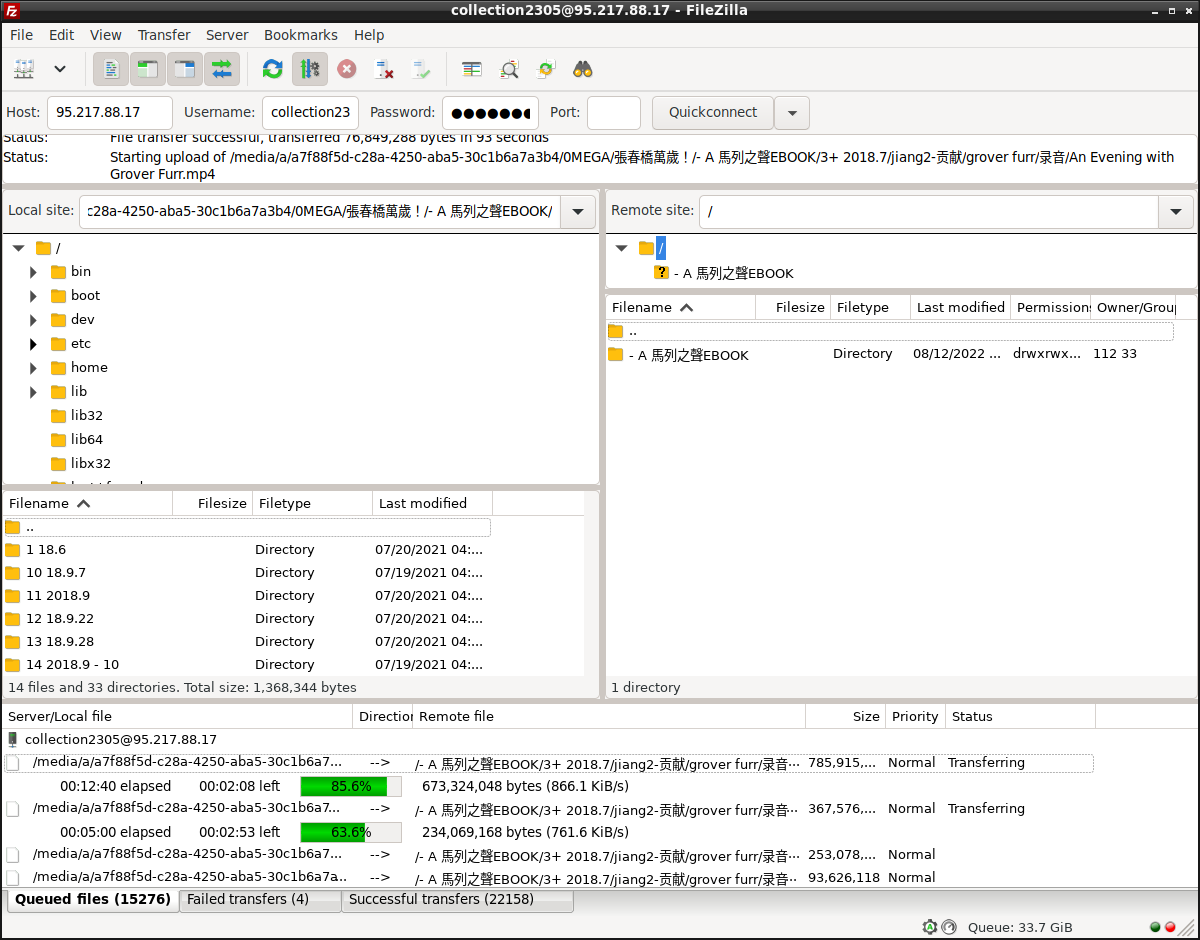 collection2305@95.217.88.17 - FileZilla
File Edit View Transfer Server Bookmarks Help
Host: 95.217.88.17 Username: collection23 Password: ●●●●●●● Port: Quickconnect
Status: File transfer successful, transferred 76,849,288 bytes in 93 seconds
Status: Starting upload of /media/a/a7f88f5d-c28a-4250-aba5-30c1b6a7a3b4/0MEGA/張春橋萬歲！/- A 馬列之聲EBOOK/3+ 2018.7/jiang2-贡献/grover furr/录音/An Evening with
Grover Furr.mp4
Local site: c28a-4250-aba5-30c1b6a7a3b4/0MEGA/張春橋萬歲！/- A 馬列之聲EBOOK/
/
bin
boot
dev
etc
home
lib
lib32
lib64
libx32
Filename Filesize Filetype Last modified
..
1 18.6 Directory 07/20/2021 04:...
10 18.9.7 Directory 07/19/2021 04:...
11 2018.9 Directory 07/20/2021 04:...
12 18.9.22 Directory 07/20/2021 04:...
13 18.9.28 Directory 07/20/2021 04:...
14 2018.9 - 10 Directory 07/19/2021 04:...
14 files and 33 directories. Total size: 1,368,344 bytes
Remote site: /
/
- A 馬列之聲EBOOK
Filename Filesize Filetype Last modified Permissions Owner/Grou
..
- A 馬列之聲EBOOK Directory 08/12/2022 ... drwxrwx... 112 33
1 directory
Server/Local file Direction Remote file Size Priority Status
collection2305@95.217.88.17
/media/a/a7f88f5d-c28a-4250-aba5-30c1b6a7... --> /- A 馬列之聲EBOOK/3+ 2018.7/jiang2-贡献/grover furr/录音··· 785,915,... Normal Transferring
00:12:40 elapsed 00:02:08 left 85.6% 673,324,048 bytes (866.1 KiB/s)
/media/a/a7f88f5d-c28a-4250-aba5-30c1b6a7... --> /- A 馬列之聲EBOOK/3+ 2018.7/jiang2-贡献/grover furr/录音··· 367,576,... Normal Transferring
00:05:00 elapsed 00:02:53 left 63.6% 234,069,168 bytes (761.6 KiB/s)
/media/a/a7f88f5d-c28a-4250-aba5-30c1b6a7... --> /- A 馬列之聲EBOOK/3+ 2018.7/jiang2-贡献/grover furr/录音··· 253,078,... Normal
/media/a/a7f88f5d-c28a-4250-aba5-30c1b6a7a... --> /- A 馬列之聲EBOOK/3+ 2018.7/jiang2-贡献/grover furr/录音··· 93,626,118 Normal
Queued files (15276) Failed transfers (4) Successful transfers (22158)
Queue: 33.7 GiB